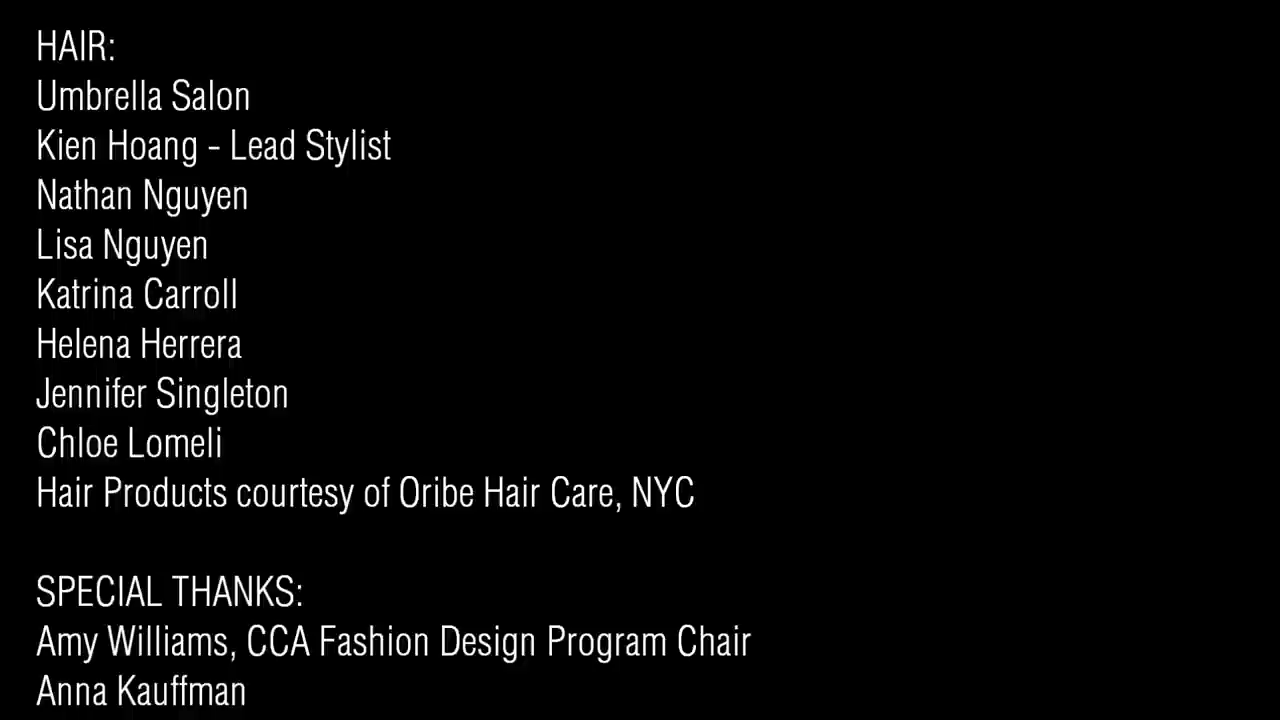 HAIR:
Umbrella Salon
Kien Hoang - Lead Stylist
Nathan Nguyen
Lisa Nguyen
Katrina Carroll
Helena Herrera
Jennifer Singleton
Chloe Lomeli
Hair Products courtesy of Oribe Hair Care, NYC
SPECIAL THANKS:
Amy Williams, CCA Fashion Design Program Chair
Anna Kauffman